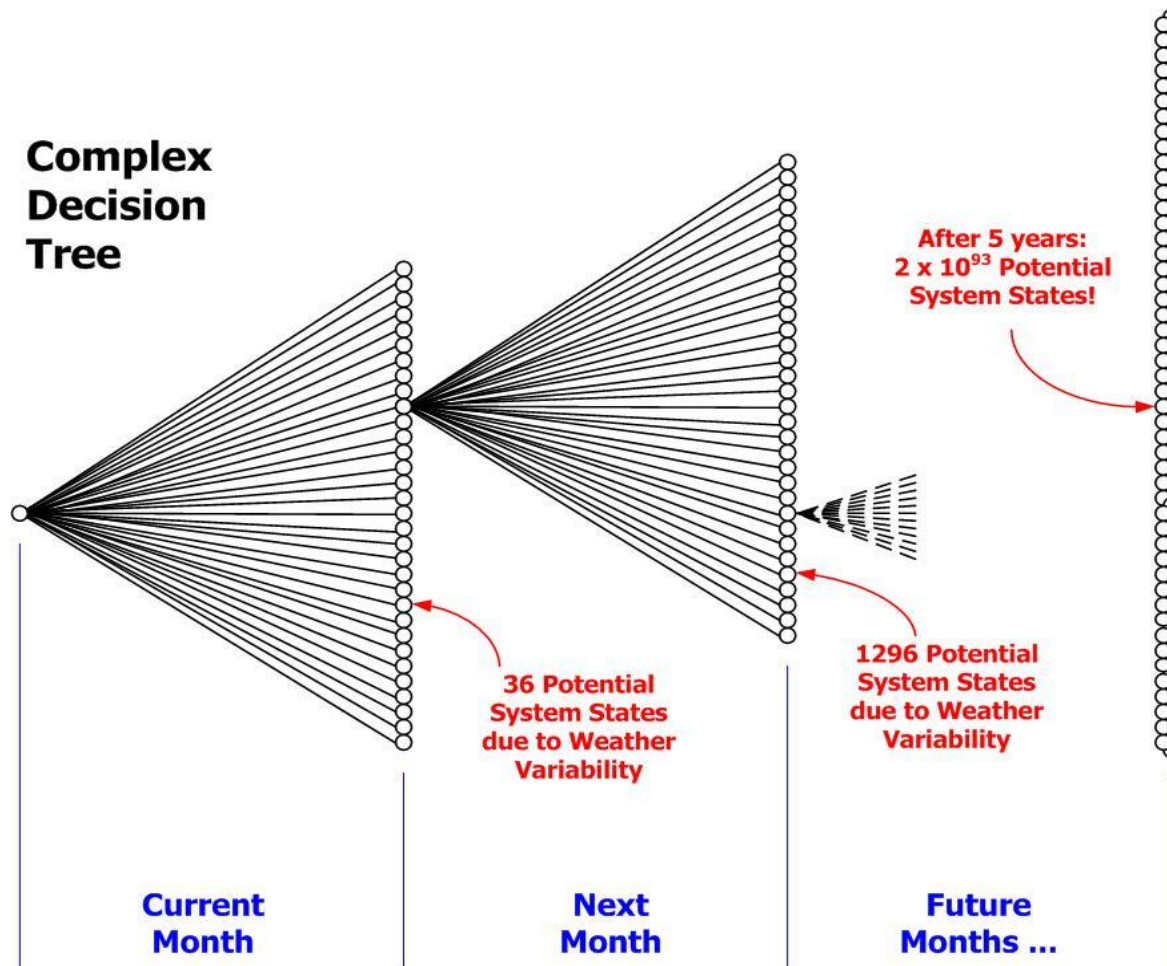 Complex
Decision
Tree
After 5 years:
2 x 10⁹³ Potential
System States!
36 Potential
System States
due to Weather
Variability
1296 Potential
System States
due to Weather
Variability
Current
Month
Next
Month
Future
Months ...